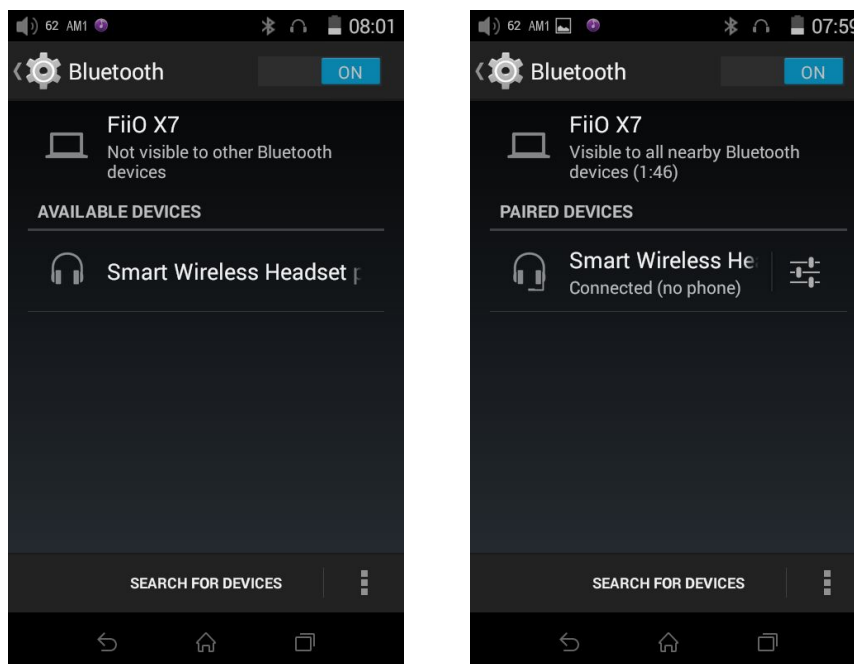 62 AM1 08:01
Bluetooth ON
FiiO X7
Not visible to other Bluetooth
devices
AVAILABLE DEVICES
Smart Wireless Headset
SEARCH FOR DEVICES
62 AM1 07:59
Bluetooth ON
FiiO X7
Visible to all nearby Bluetooth
devices (1:46)
PAIRED DEVICES
Smart Wireless He
Connected (no phone)
SEARCH FOR DEVICES